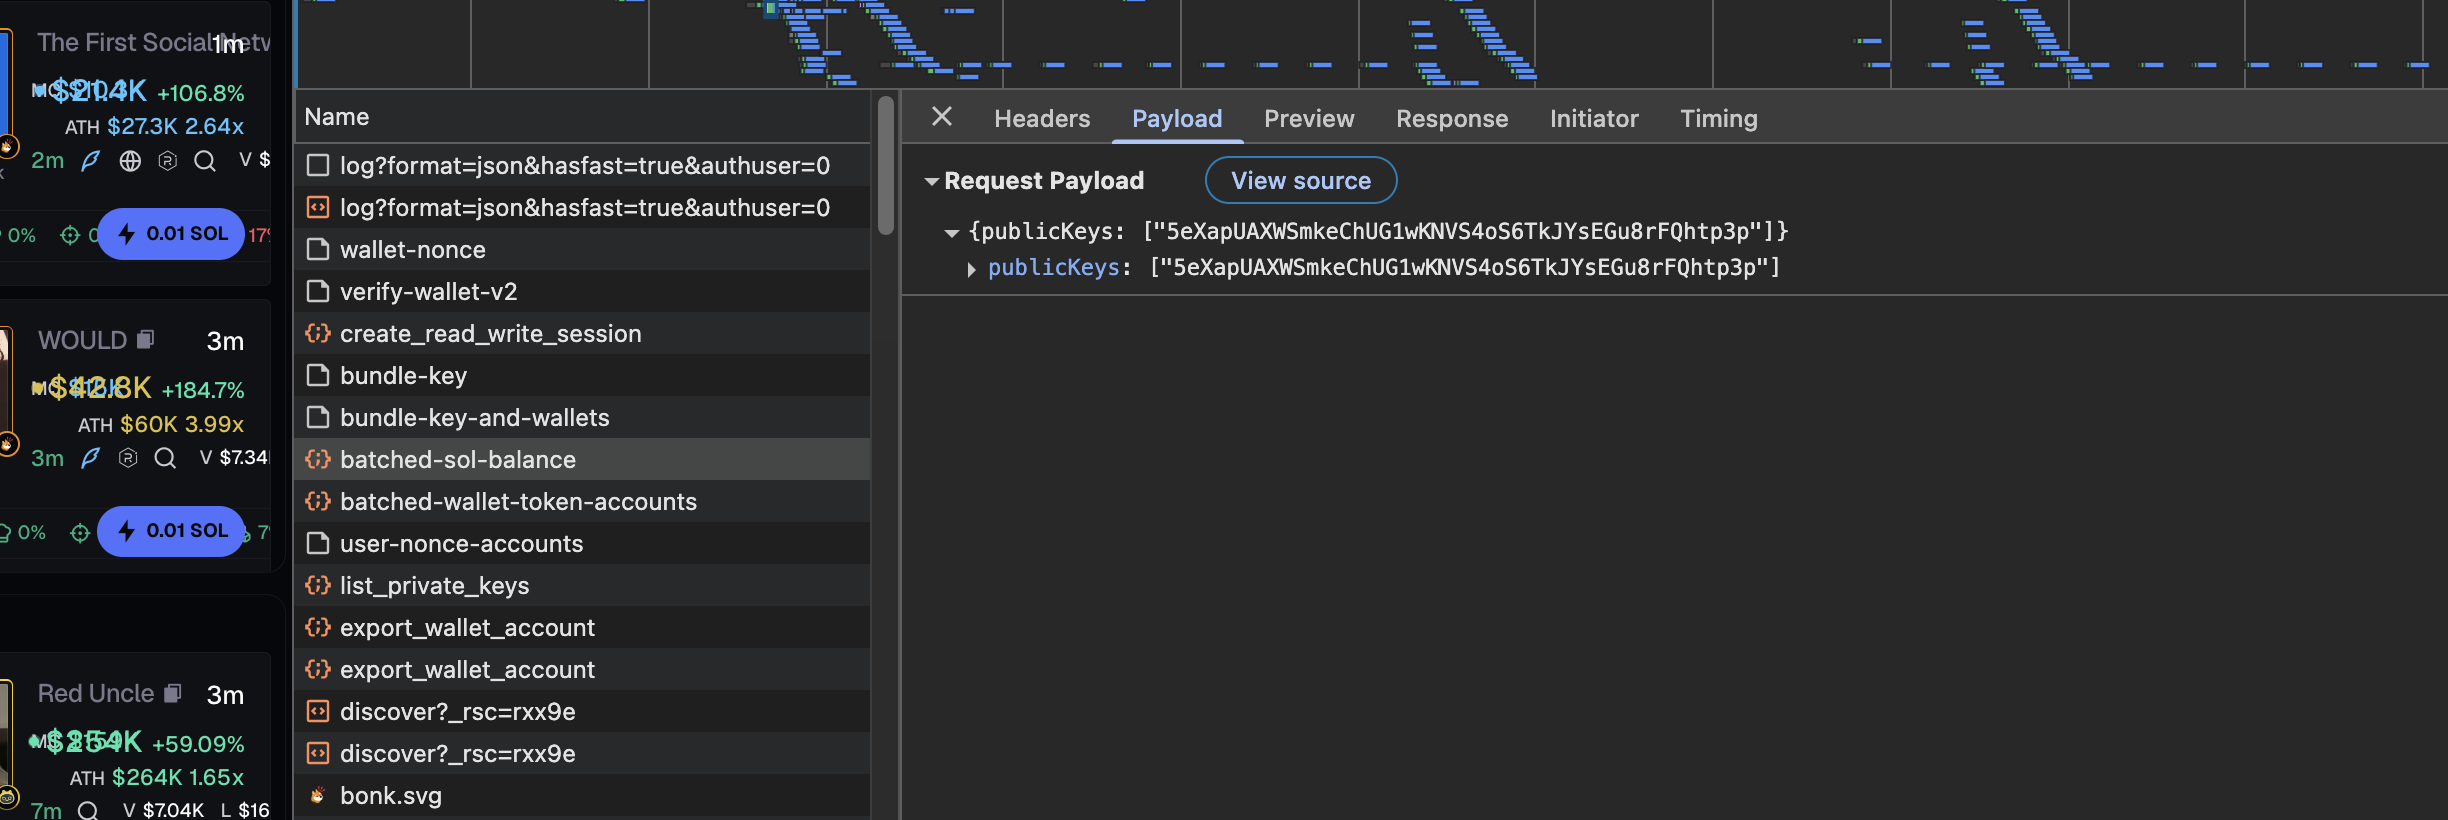 The First Social Netw
1m
MC
$21.4K +106.8%
ATH $27.3K 2.64x
2m
V $
0%
0.01 SOL
17%
WOULD
3m
MC
$42.8K +184.7%
ATH $60K 3.99x
3m
V $7.34
0%
0.01 SOL
7%
Red Uncle
3m
$254K +59.09%
ATH $264K 1.65x
7m
V $7.04K L $16
Name
log?format=json&hasfast=true&authuser=0
log?format=json&hasfast=true&authuser=0
wallet-nonce
verify-wallet-v2
create_read_write_session
bundle-key
bundle-key-and-wallets
batched-sol-balance
batched-wallet-token-accounts
user-nonce-accounts
list_private_keys
export_wallet_account
export_wallet_account
discover?_rsc=rxx9e
discover?_rsc=rxx9e
bonk.svg
Headers Payload Preview Response Initiator Timing
Request Payload View source
{publicKeys: ["5eXapUAXWSmkeChUG1wKNVS4oS6TkJYsEGu8rFQhtp3p"]}
publicKeys: ["5eXapUAXWSmkeChUG1wKNVS4oS6TkJYsEGu8rFQhtp3p"]